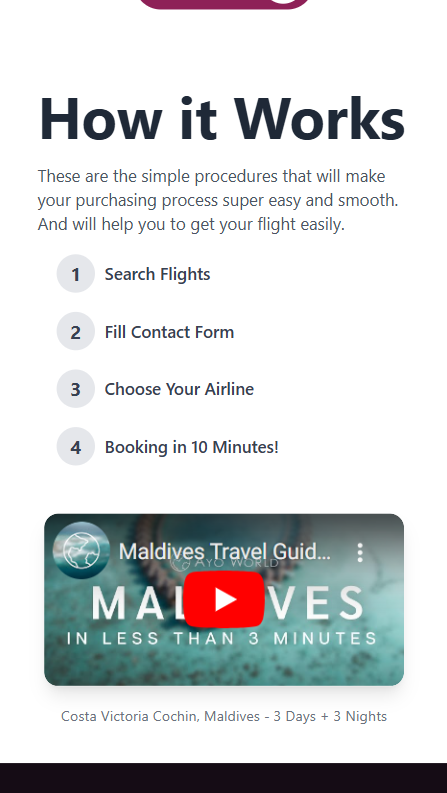 How it Works
These are the simple procedures that will make
your purchasing process super easy and smooth.
And will help you to get your flight easily.
1 Search Flights
2 Fill Contact Form
3 Choose Your Airline
4 Booking in 10 Minutes!
Maldives Travel Guid...
AYO WORLD
MAL VES
IN LESS THAN 3 MINUTES
Costa Victoria Cochin, Maldives - 3 Days + 3 Nights